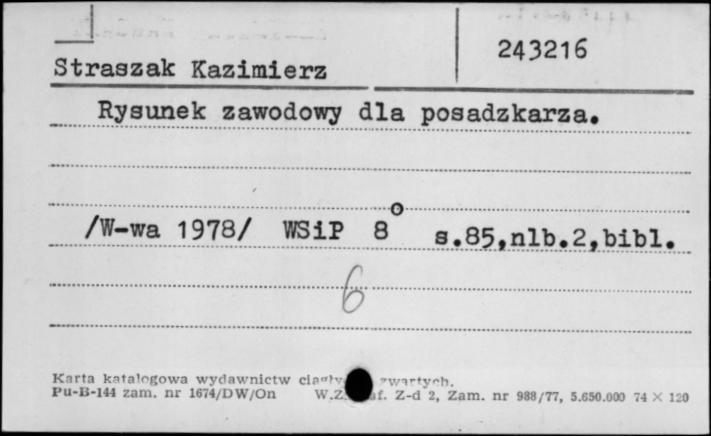 243216
Straszak Kazimierz
Rysunek zawodowy dla posadzkarza.
/W-wa 1978/ WSiP 8° s.85,nlb.2,bibl.
6
Karta katalogowa wydawnictw zwartych.
Pu-B-144 zam. nr 1674/DW/On W.Z. Z-d 2, Zam. nr 988/77, 5.650.000 74 × 120